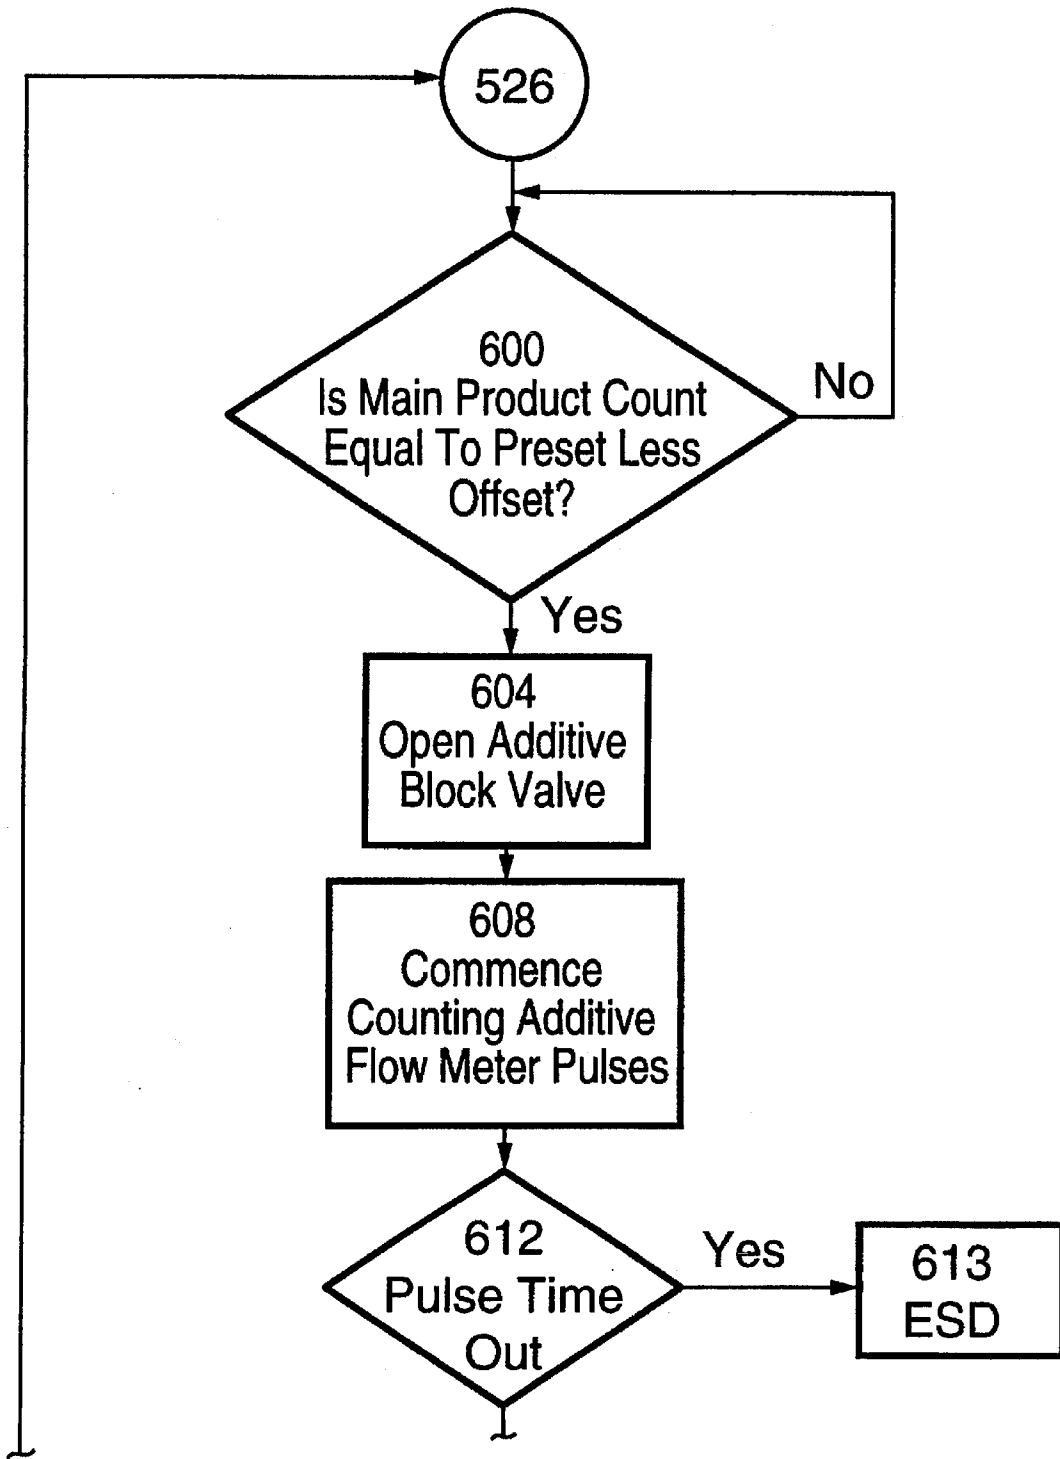 526
600
Is Main Product Count
Equal To Preset Less
Offset?
No
Yes
604
Open Additive
Block Valve
608
Commence
Counting Additive
Flow Meter Pulses
612
Pulse Time
Out
Yes
613
ESD